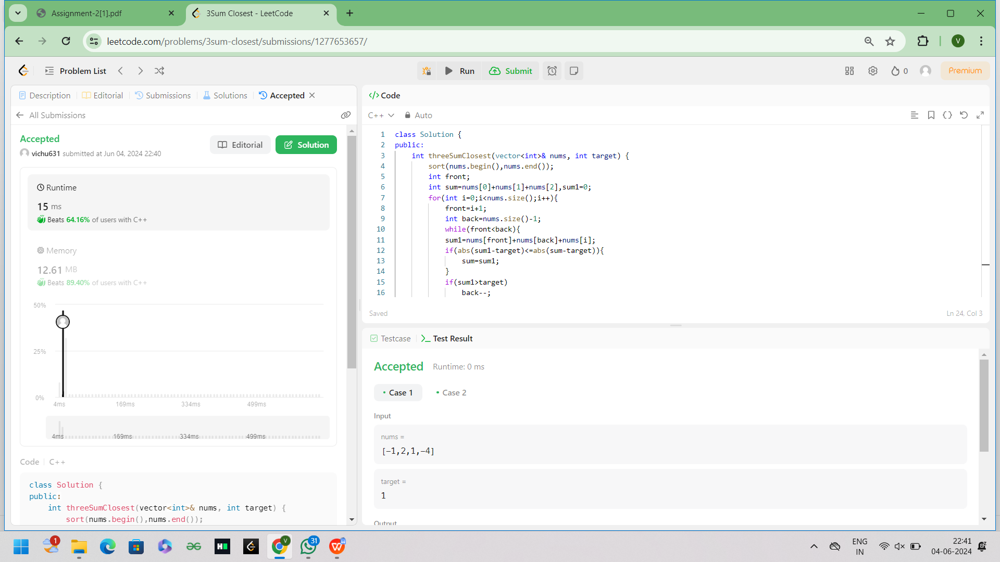 Assignment-2[1].pdf
3Sum Closest - LeetCode
leetcode.com/problems/3sum-closest/submissions/1277653657/
V
Problem List
Run
Submit
0
Premium
Description
Editorial
Submissions
Solutions
Accepted
All Submissions
Accepted
vichu631 submitted at Jun 04, 2024 22:40
Editorial
Solution
Runtime
15 ms
Beats 64.16% of users with C++
Memory
12.61 MB
Beats 89.40% of users with C++
50%
25%
0%
4ms 169ms 334ms 499ms
4ms 169ms 334ms 499ms
Code C++
class Solution {
public:
    int threeSumClosest(vector<int>& nums, int target) {
        sort(nums.begin(),nums.end());
Code
C++
Auto
1 class Solution {
2 public:
3     int threeSumClosest(vector<int>& nums, int target) {
4         sort(nums.begin(),nums.end());
5         int front;
6         int sum=nums[0]+nums[1]+nums[2],sum1=0;
7         for(int i=0;i<nums.size();i++){
8             front=i+1;
9             int back=nums.size()-1;
10             while(front<back){
11             sum1=nums[front]+nums[back]+nums[i];
12             if(abs(sum1-target)<=abs(sum-target)){
13                 sum=sum1;
14             }
15             if(sum1>target)
16                 back--;
Saved
Ln 24, Col 3
Testcase
Test Result
Accepted
Runtime: 0 ms
Case 1
Case 2
Input
nums =
[-1,2,1,-4]
target =
1
Output
1
V
31
W
ENG
IN
22:41
04-06-2024